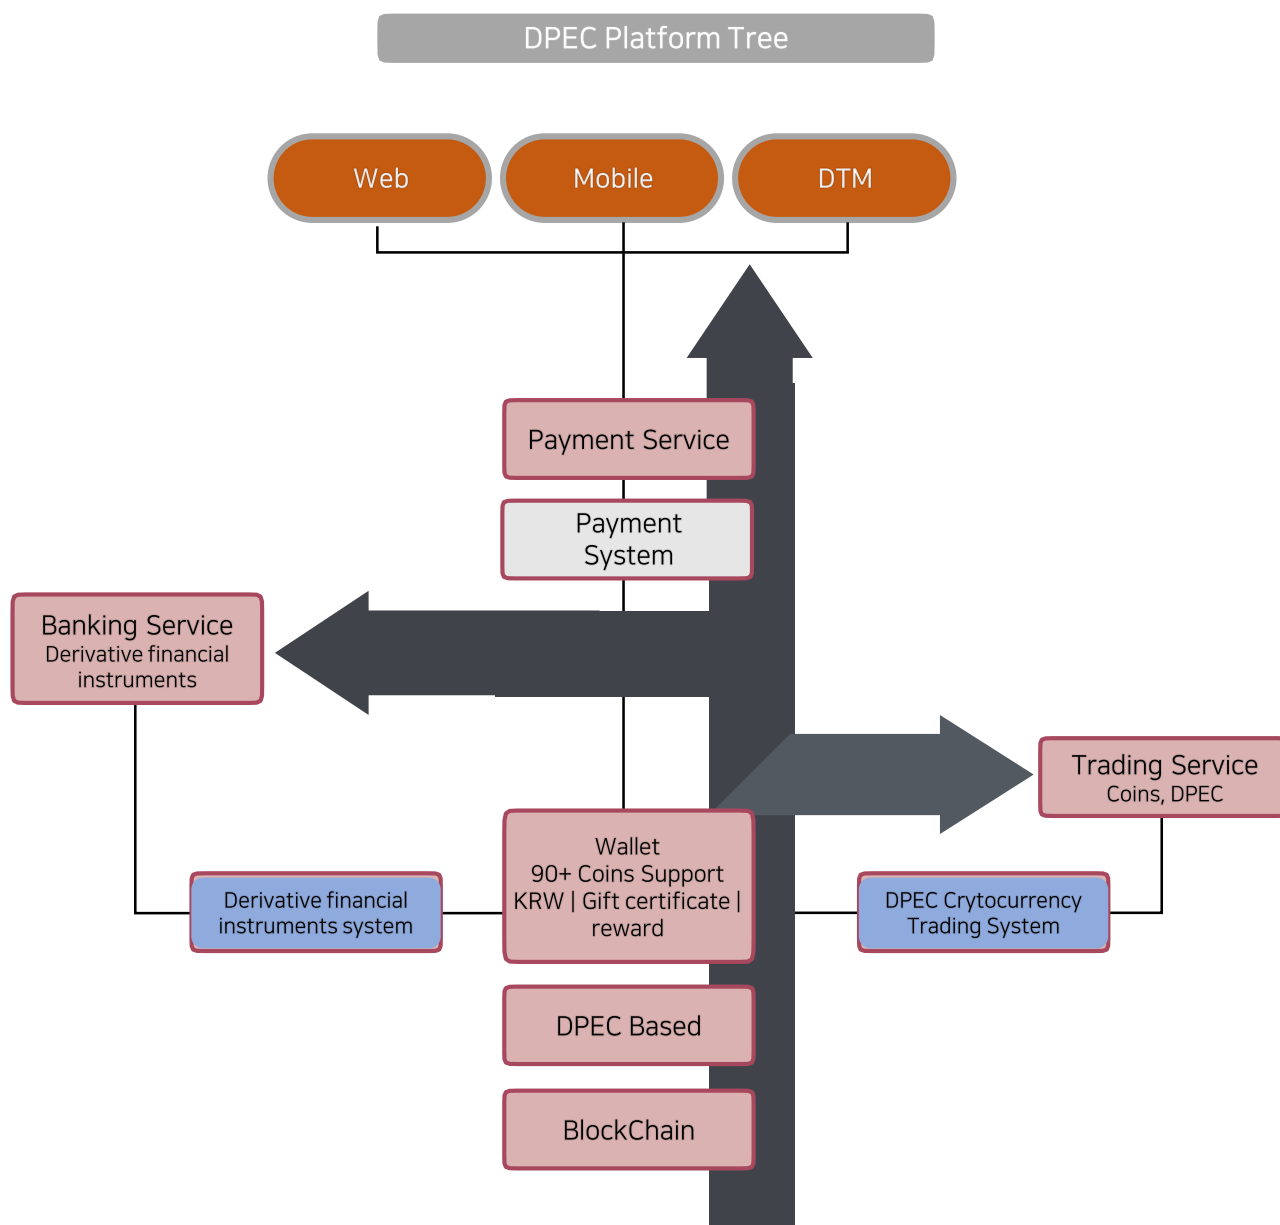 DPEC Platform Tree
Web
Mobile
DTM
Payment Service
Payment
System
Banking Service
Derivative financial
instruments
Trading Service
Coins, DPEC
Wallet
90+ Coins Support
KRW | Gift certificate |
reward
Derivative financial
instruments system
DPEC Crytocurrency
Trading System
DPEC Based
BlockChain